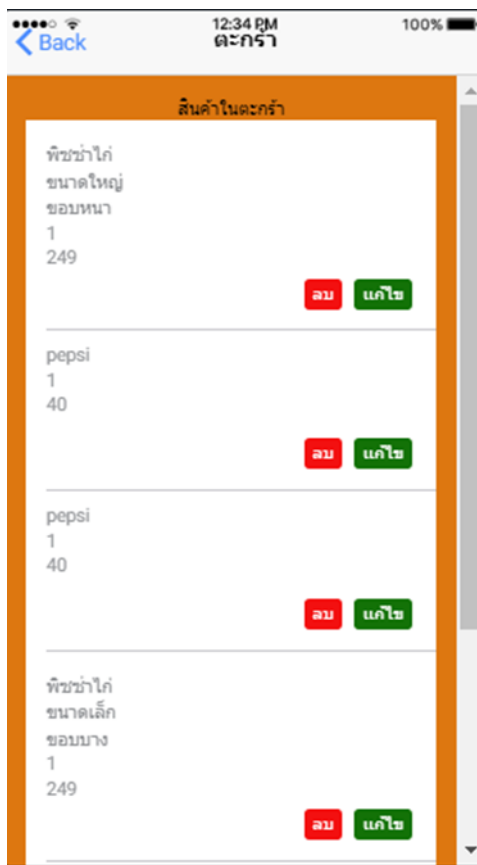 12:34 PM
100%
Back
ตะกร้า
สินค้าในตะกร้า
พิซซ่าไก่
ขนาดใหญ่
ขอบหนา
1
249
ลบ แก้ไข
pepsi
1
40
ลบ แก้ไข
pepsi
1
40
ลบ แก้ไข
พิซซ่าไก่
ขนาดเล็ก
ขอบบาง
1
249
ลบ แก้ไข